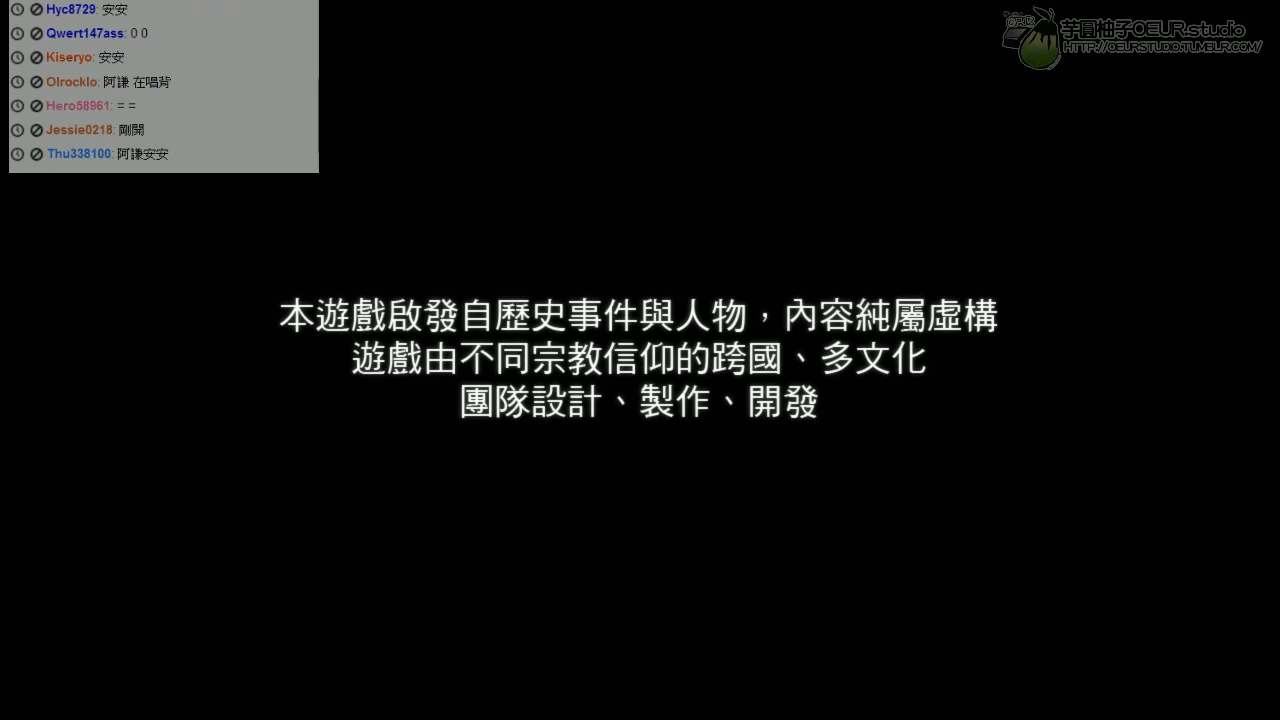 Hyc8729: 安安
Qwert147ass: 0 0
Kiseryo: 安安
Olrocklo: 阿謙 在唱背
Hero58961: = =
Jessie0218: 剛開
Thu338100: 阿謙安安
芋圓柚子OEUR.studio
HTTP://OEURSTUDIO.TUMBLR.COM/
本遊戲啟發自歷史事件與人物，內容純屬虛構
遊戲由不同宗教信仰的跨國、多文化
團隊設計、製作、開發